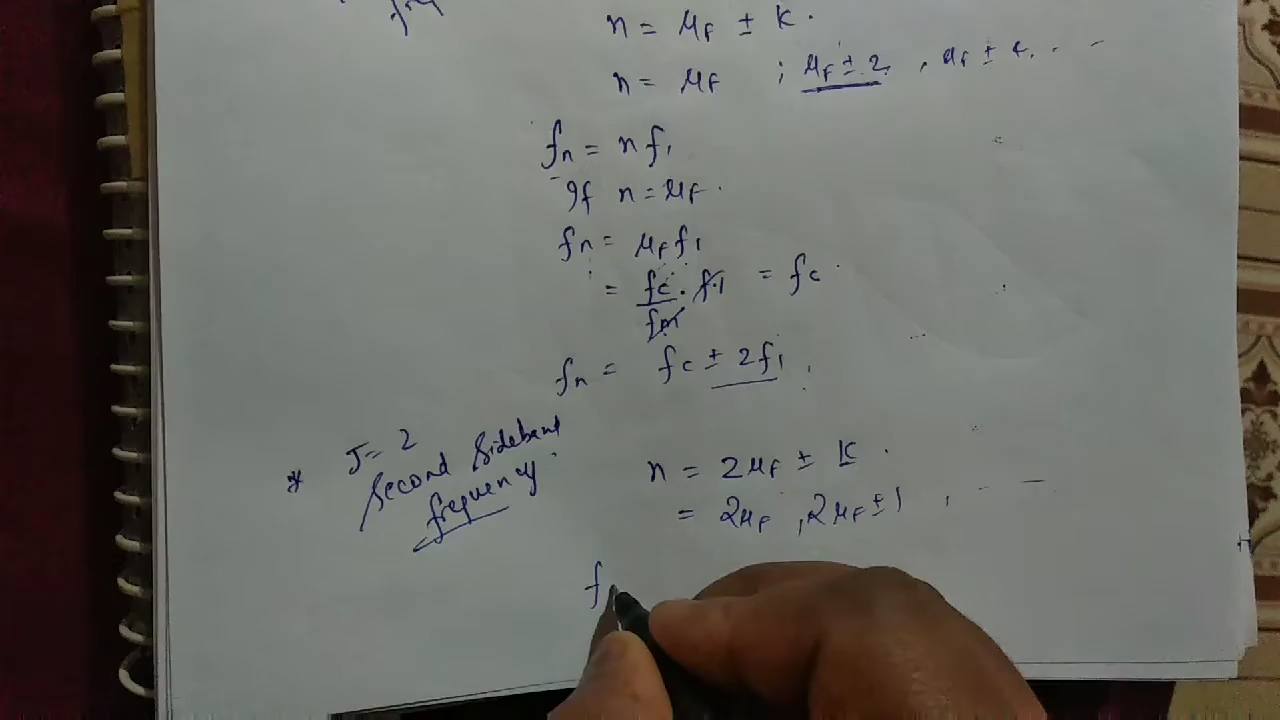 n = μF ± k.
n = μF ; μF ± 2, μF ± 4, . . -
fn = n f1
If n = μF.
fn = μF f1
= fc/fm . f1 = fc.
fn = fc ± 2f1
* J = 2
Second Sideband frequency.
n = 2μF ± k.
= 2μF, 2μF ± 1, - —
f